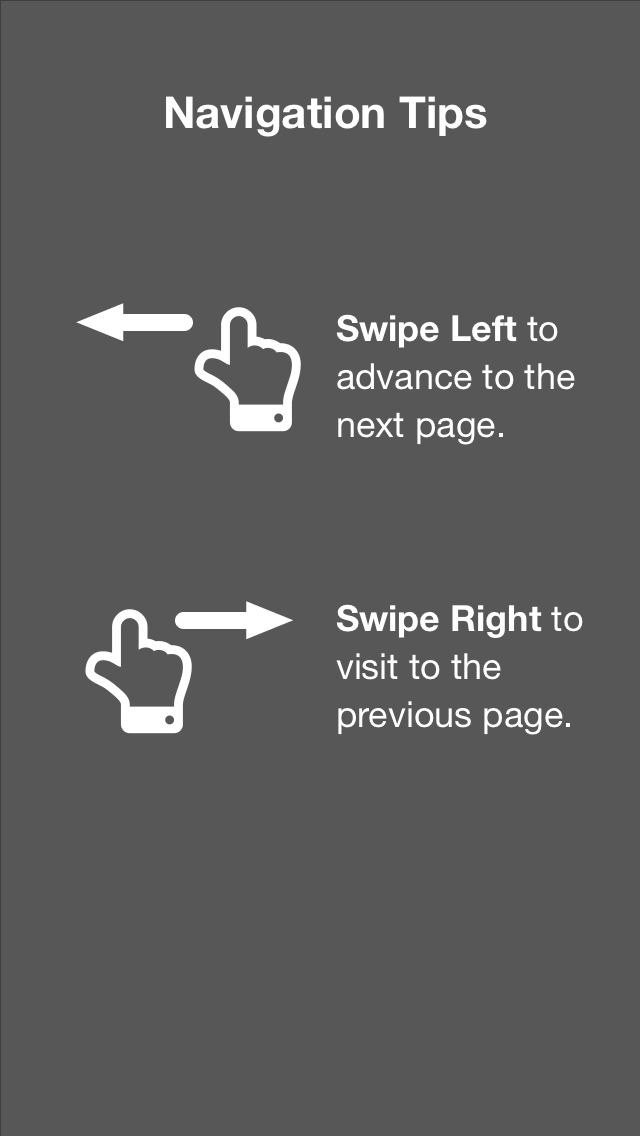 Navigation Tips
Swipe Left to
advance to the
next page.
Swipe Right to
visit to the
previous page.